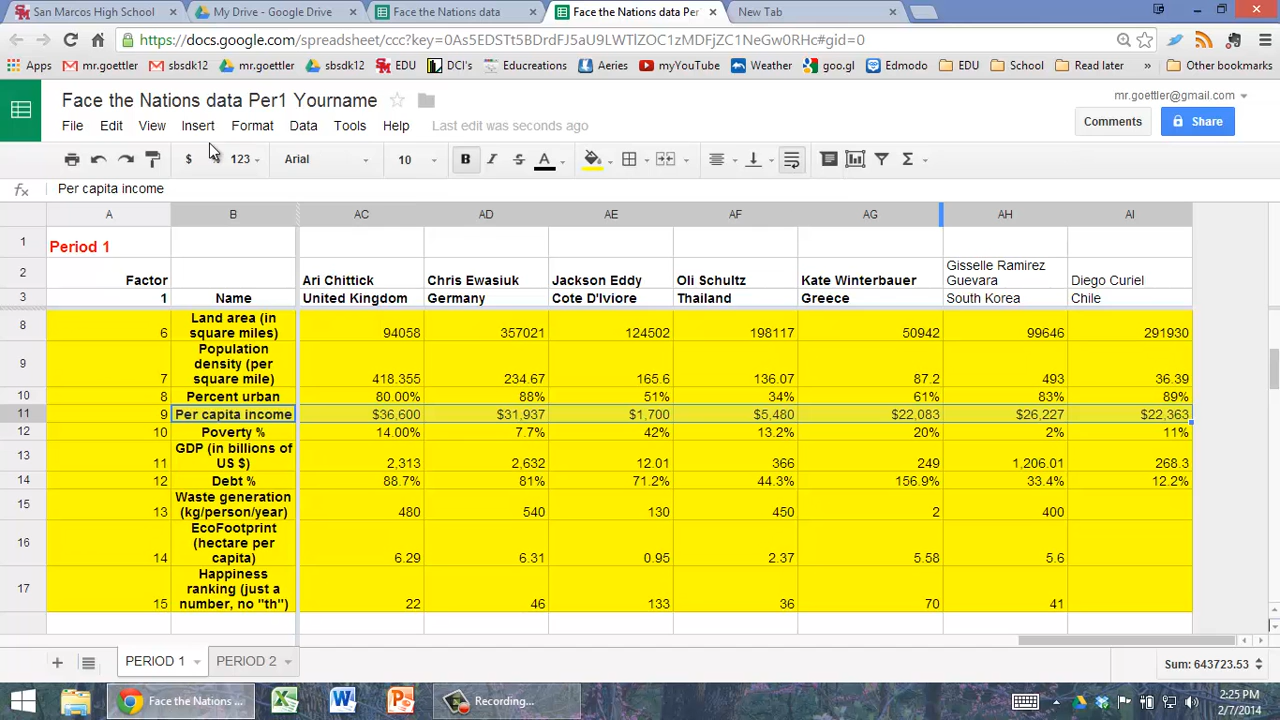 San Marcos High School
My Drive - Google Drive
Face the Nations data
Face the Nations data Per
New Tab
https://docs.google.com/spreadsheet/ccc?key=0As5EDSTt5BDrdFJ5aU9LWTlZOC1zMDFjZC1NeGw0RHc#gid=0
Apps mr.goettler sbsdk12 mr.goettler sbsdk12 EDU DCI's Educreations Aeries myYouTube Weather goo.gl Edmodo EDU School Read later » Other bookmarks
Face the Nations data Per1 Yourname
mr.goettler@gmail.com
File Edit View Insert Format Data Tools Help Last edit was seconds ago
Comments Share
$ 123 Arial 10 B I S A Σ
fx Per capita income
A B AC AD AE AF AG AH AI
1 Period 1
2 Factor Ari Chittick Chris Ewasiuk Jackson Eddy Oli Schultz Kate Winterbauer Gisselle Ramirez Guevara Diego Curiel
3 1 Name United Kingdom Germany Cote D'Iviore Thailand Greece South Korea Chile
8 6 Land area (in square miles) 94058 357021 124502 198117 50942 99646 291930
9 7 Population density (per square mile) 418.355 234.67 165.6 136.07 87.2 493 36.39
10 8 Percent urban 80.00% 88% 51% 34% 61% 83% 89%
11 9 Per capita income $36,600 $31,937 $1,700 $5,480 $22,083 $26,227 $22,363
12 10 Poverty % 14.00% 7.7% 42% 13.2% 20% 2% 11%
13 11 GDP (in billions of US $) 2,313 2,632 12.01 366 249 1,206.01 268.3
14 12 Debt % 88.7% 81% 71.2% 44.3% 156.9% 33.4% 12.2%
15 13 Waste generation (kg/person/year) 480 540 130 450 2 400
16 14 EcoFootprint (hectare per capita) 6.29 6.31 0.95 2.37 5.58 5.6
17 15 Happiness ranking (just a number, no "th") 22 46 133 36 70 41
PERIOD 1 PERIOD 2
Sum: 643723.53
Face the Nations ...
Recording...
2:25 PM
2/7/2014